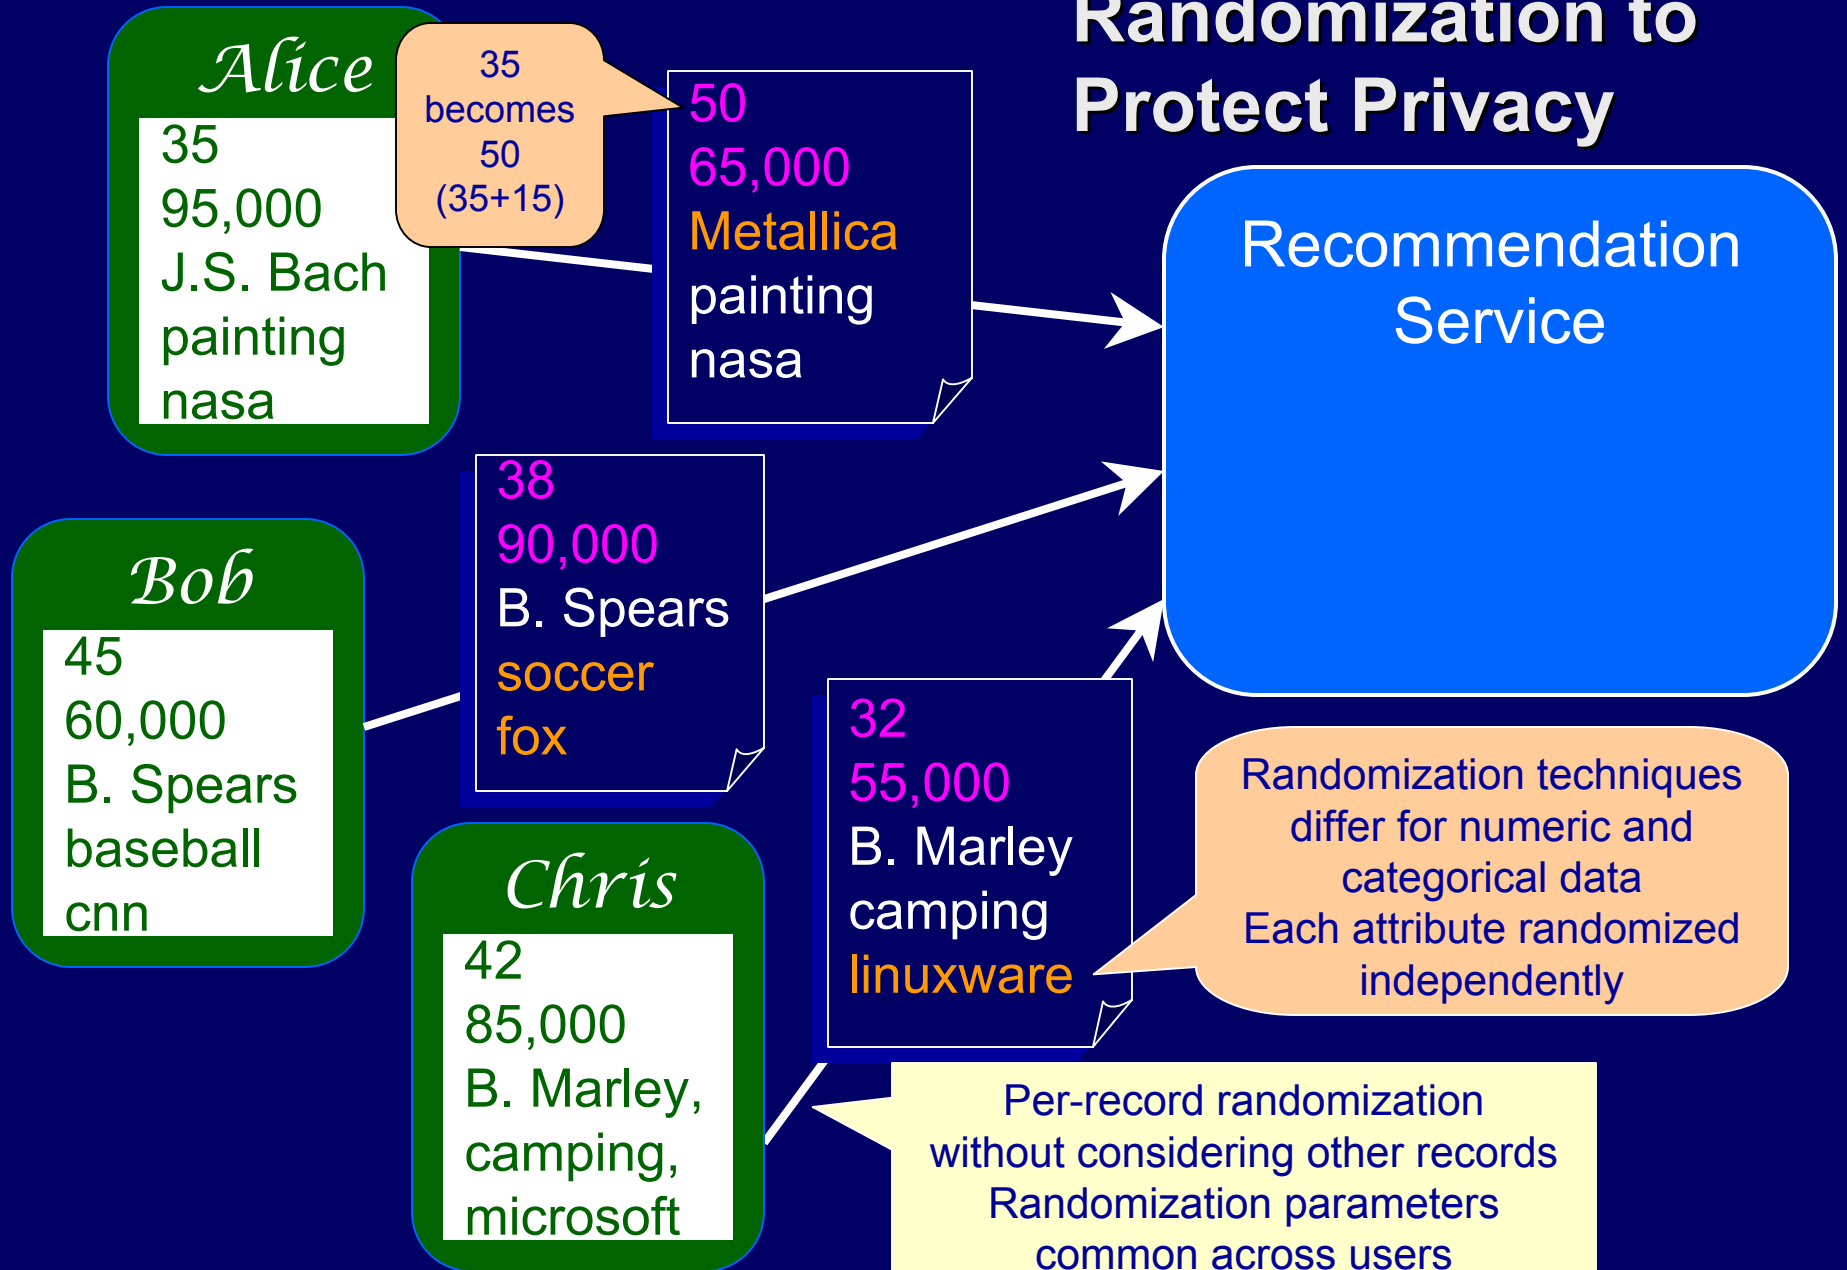 Randomization to
Protect Privacy
Alice
35
95,000
J.S. Bach
painting
nasa
35
becomes
50
(35+15)
50
65,000
Metallica
painting
nasa
Recommendation
Service
Bob
45
60,000
B. Spears
baseball
cnn
38
90,000
B. Spears
soccer
fox
Chris
42
85,000
B. Marley,
camping,
microsoft
32
55,000
B. Marley
camping
linuxware
Randomization techniques
differ for numeric and
categorical data
Each attribute randomized
independently
Per-record randomization
without considering other records
Randomization parameters
common across users